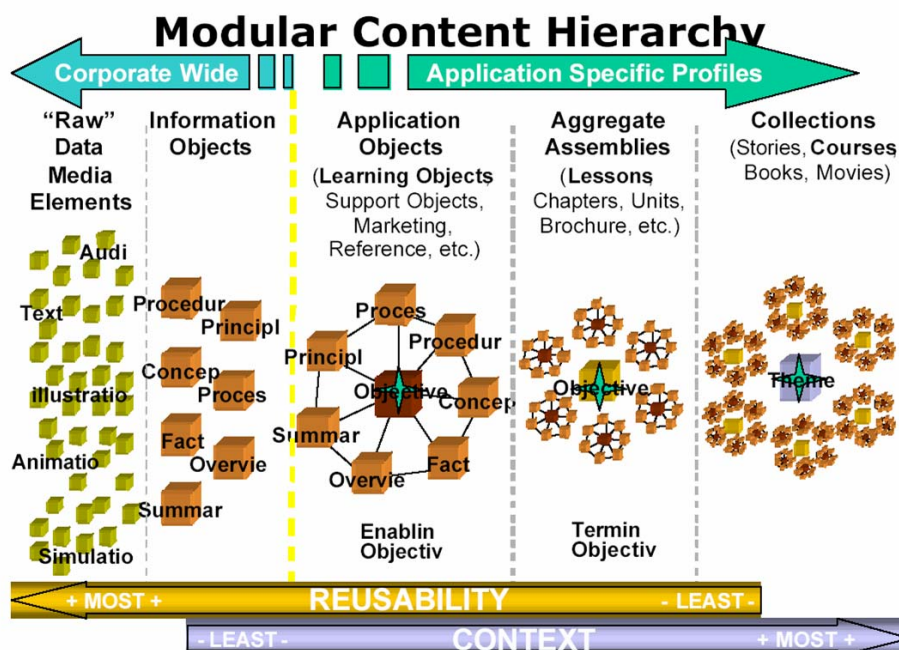 Modular Content Hierarchy
Corporate Wide
Application Specific Profiles
“Raw”
Data
Media
Elements
Information
Objects
Application
Objects
(Learning Objects
Support Objects,
Marketing,
Reference, etc.)
Aggregate
Assemblies
(Lessons
Chapters, Units,
Brochure, etc.)
Collections
(Stories, Courses
Books, Movies)
Audi
Text
illustratio
Animatio
Simulatio
Procedur
Principl
Concep
Proces
Fact
Overvie
Summar
Proces
Procedur
Principl
Objective
Concep
Summar
Fact
Overvie
Enablin
Objectiv
Objective
Termin
Objectiv
Theme
+ MOST +
REUSABILITY
- LEAST -
- LEAST -
CONTEXT
+ MOST +